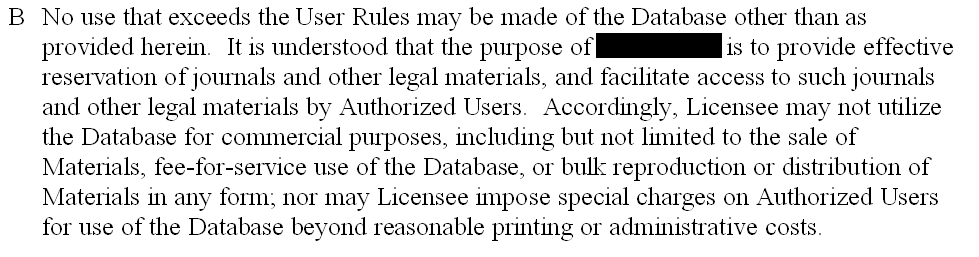 B No use that exceeds the User Rules may be made of the Database other than as
provided herein. It is understood that the purpose of is to provide effective
reservation of journals and other legal materials, and facilitate access to such journals
and other legal materials by Authorized Users. Accordingly, Licensee may not utilize
the Database for commercial purposes, including but not limited to the sale of
Materials, fee-for-service use of the Database, or bulk reproduction or distribution of
Materials in any form; nor may Licensee impose special charges on Authorized Users
for use of the Database beyond reasonable printing or administrative costs.